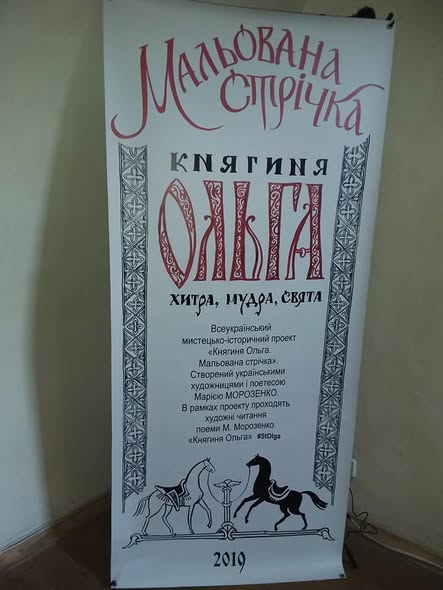 Мальована
стрічка
КНЯГИНЯ
ОЛЬГА
ХИТРА, МУДРА, СВЯТА
Всеукраїнський
мистецько-історичний проект
«Княгиня Ольга.
Мальована стрічка».
Створений українськими
художницями і поетесою
Марією МОРОЗЕНКО.
В рамках проекту проходять
художні читання
поеми М. Морозенко
«Княгиня Ольга» #StOlga
2019